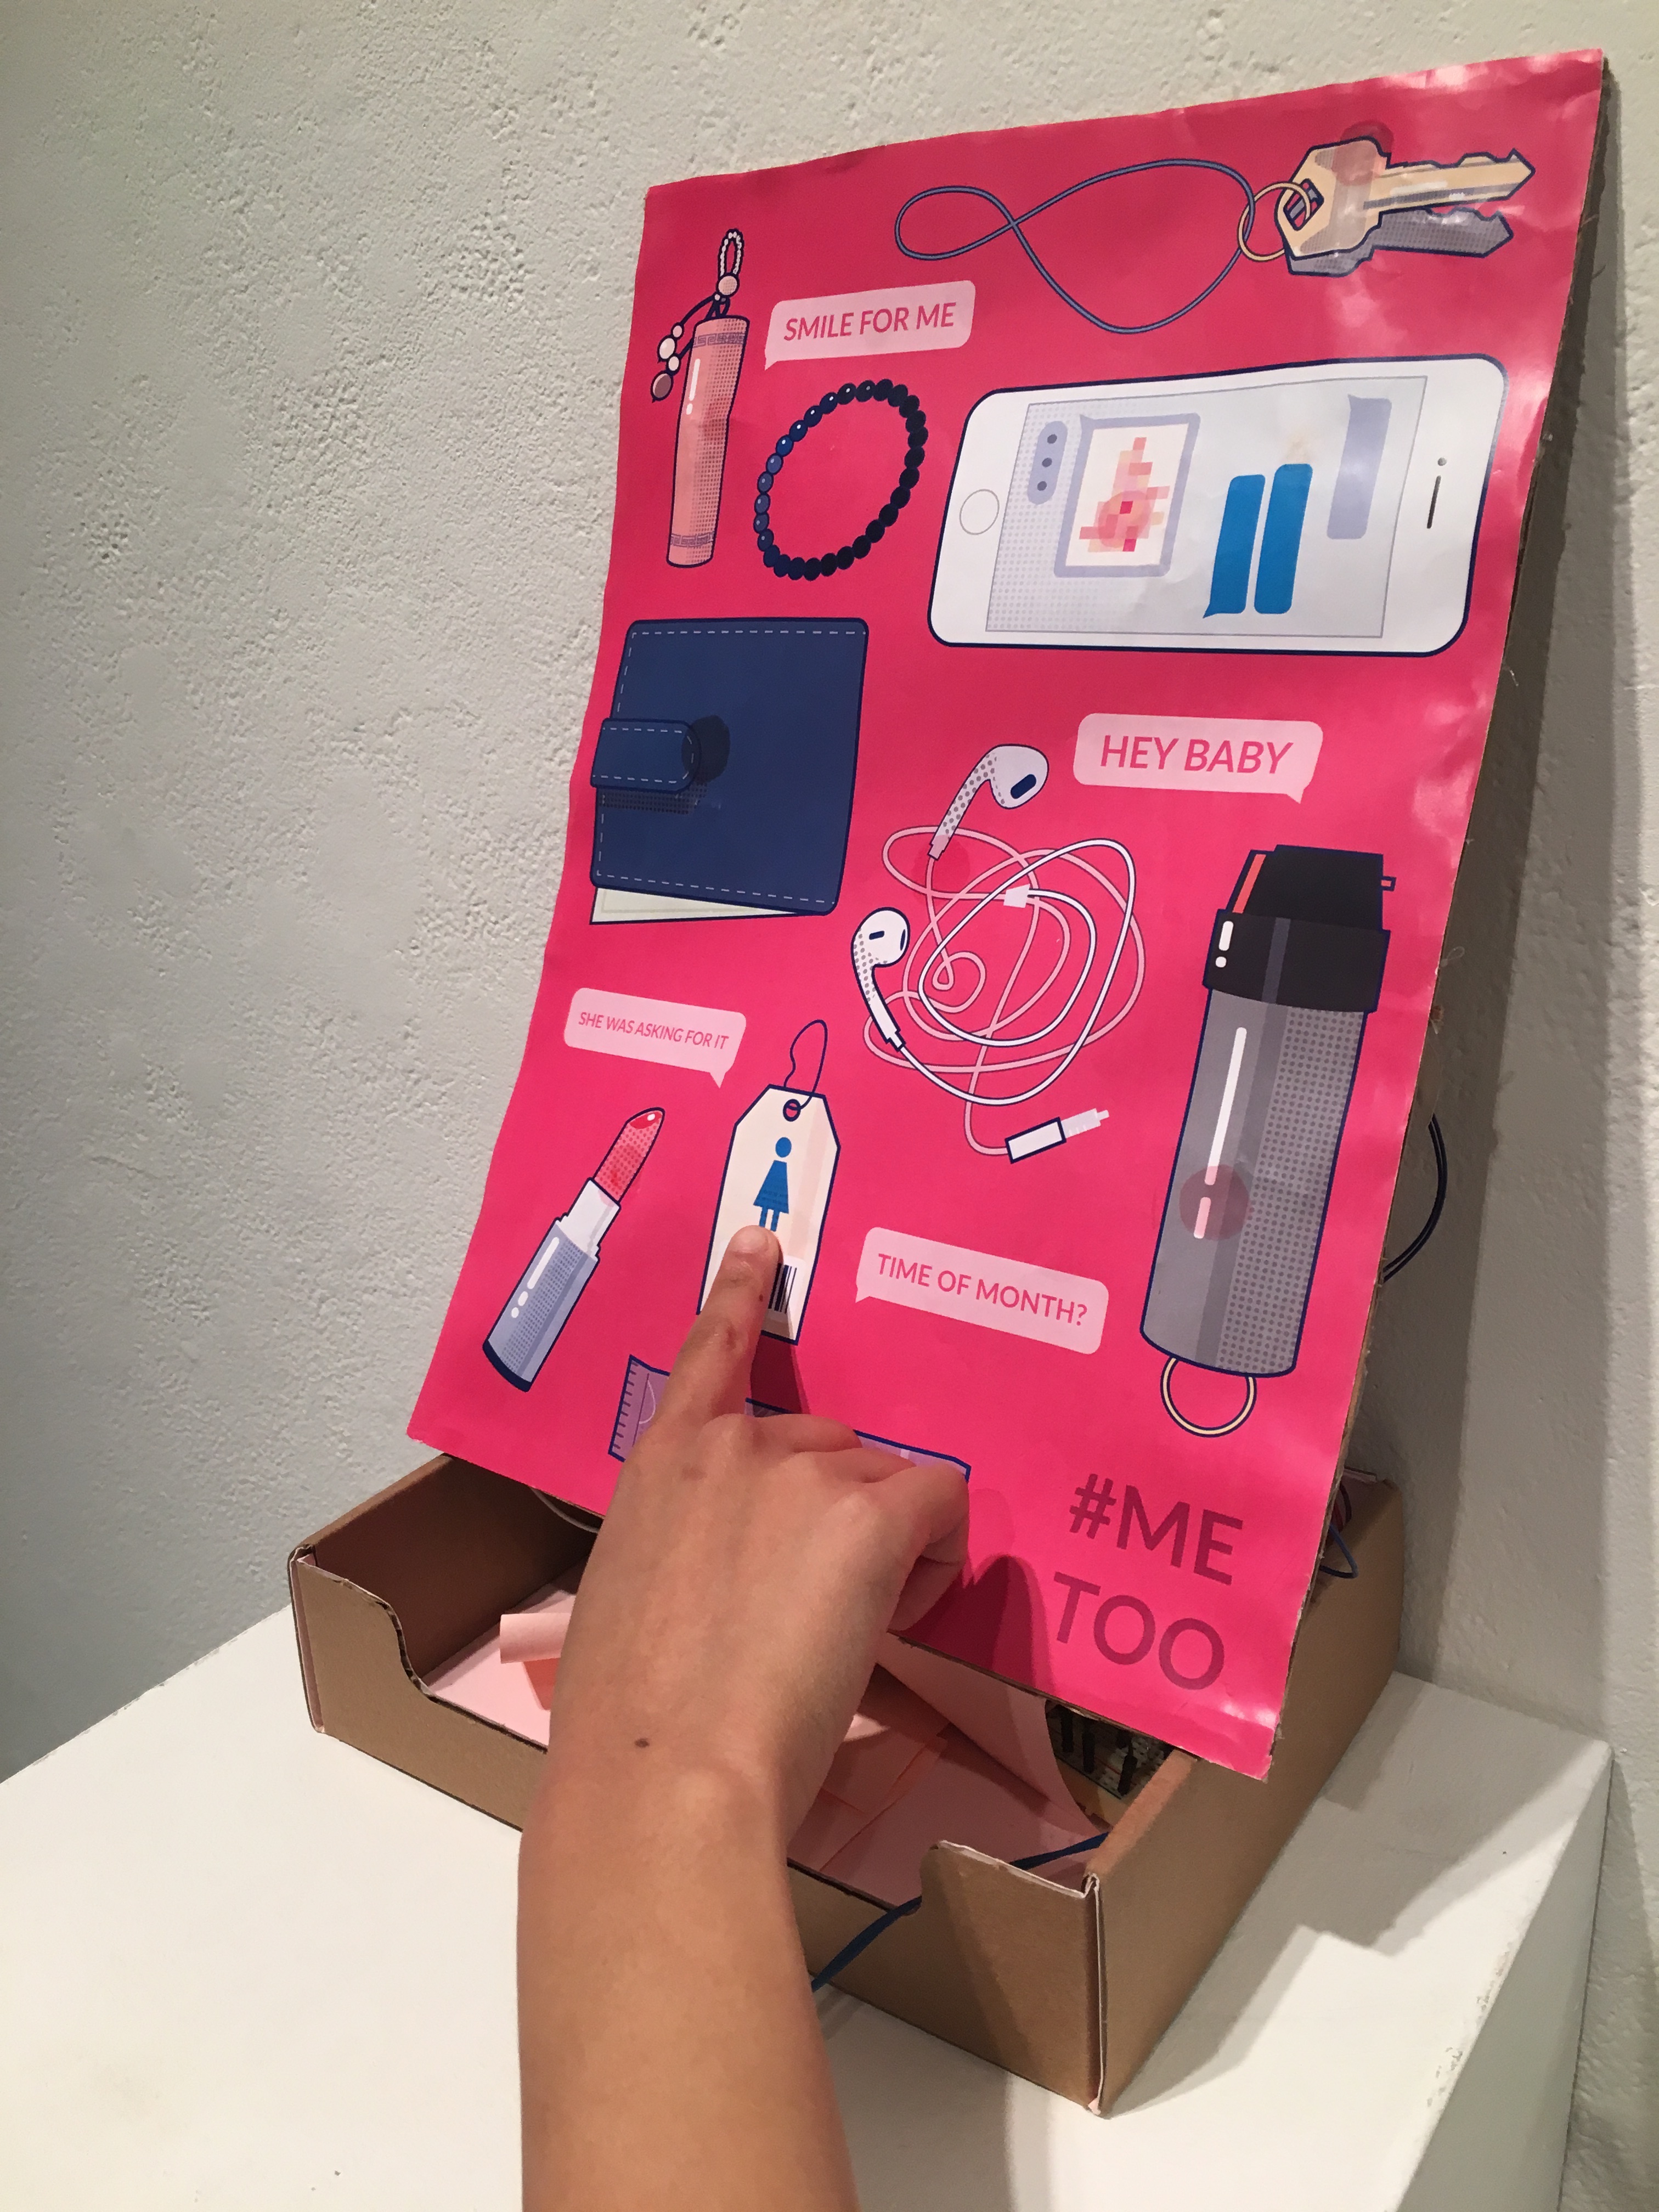 SMILE FOR ME
HEY BABY
SHE WAS ASKING FOR IT
TIME OF MONTH?
#ME
TOO